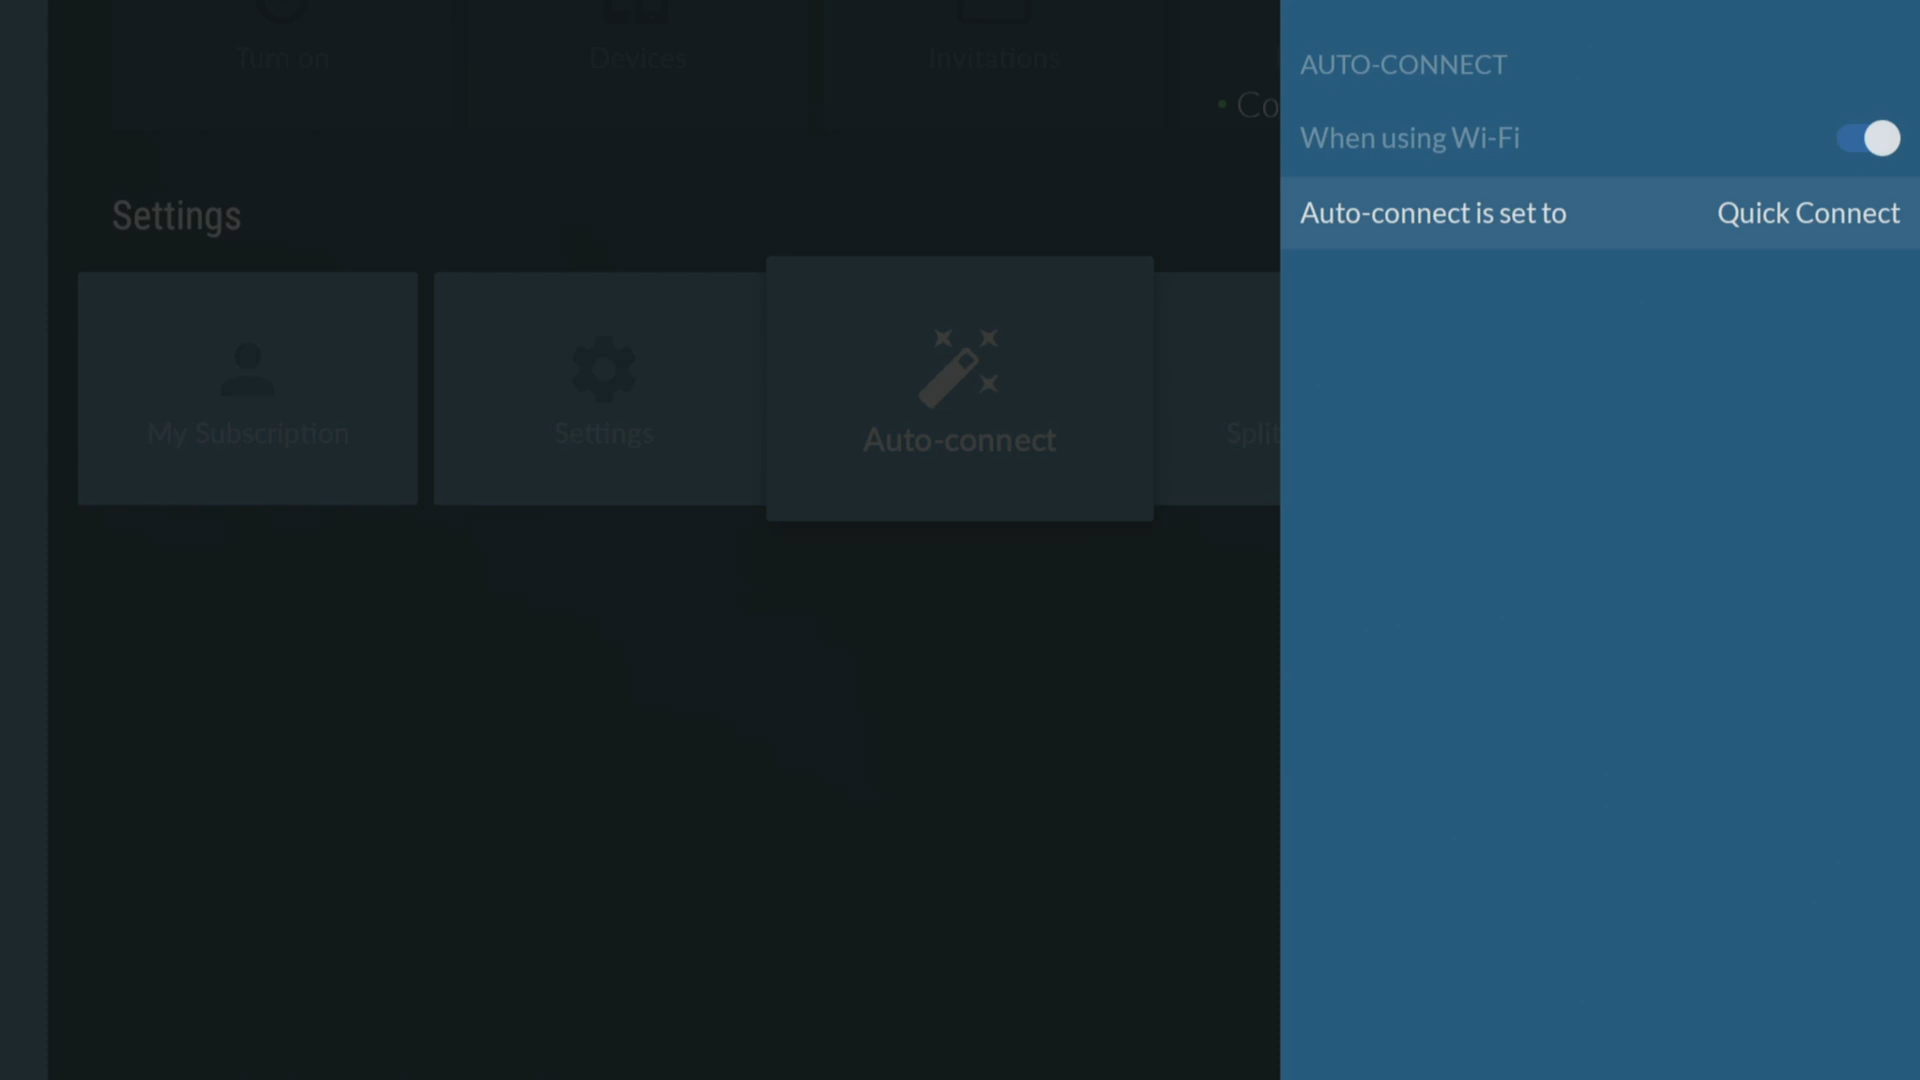 Turn on
Devices
Invitations
Co
Settings
My Subscription
Settings
Auto-connect
Split
AUTO-CONNECT
When using Wi-Fi
Auto-connect is set to
Quick Connect